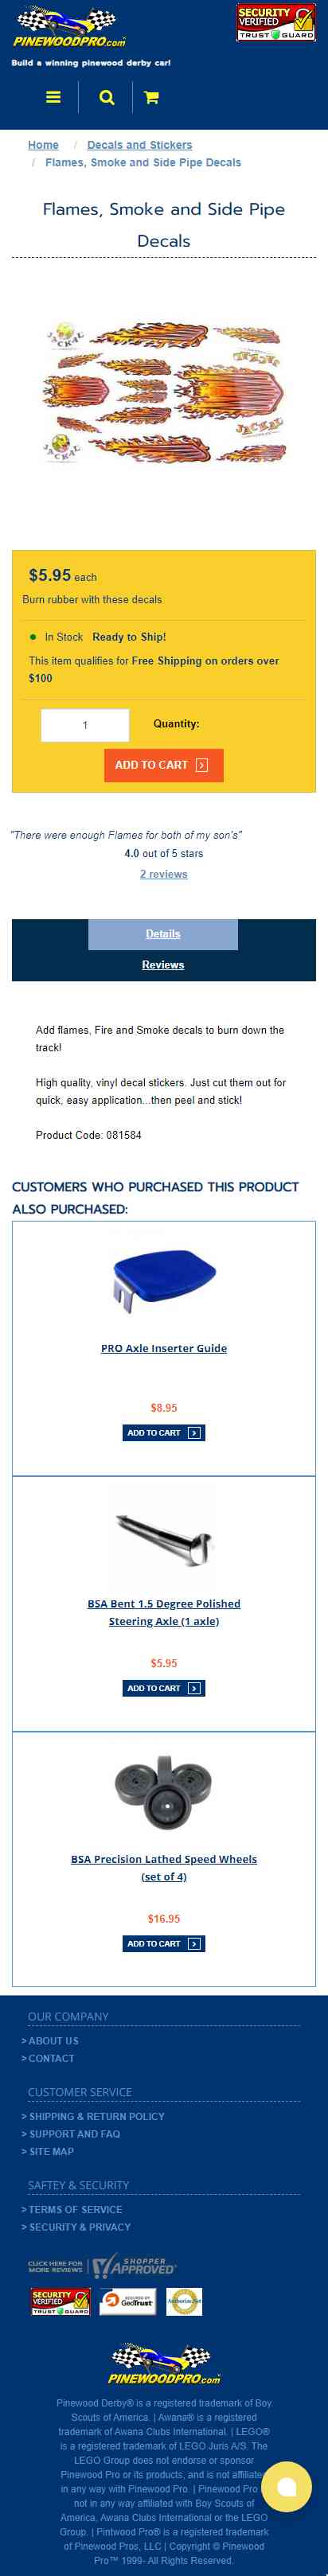 PINEWOODPRO.com
SECURITY
VERIFIED
TRUST GUARD
Build a winning pinewood derby car!
Home / Decals and Stickers
/ Flames, Smoke and Side Pipe Decals
Flames, Smoke and Side Pipe
Decals
JACKAL
JACKAL
JACKAL
$5.95 each
Burn rubber with these decals
In Stock Ready to Ship!
This item qualifies for Free Shipping on orders over
$100
1 Quantity:
ADD TO CART
"There were enough Flames for both of my son's"
4.0 out of 5 stars
2 reviews
Details
Reviews
Add flames, Fire and Smoke decals to burn down the
track!
High quality, vinyl decal stickers. Just cut them out for
quick, easy application...then peel and stick!
Product Code: 081584
CUSTOMERS WHO PURCHASED THIS PRODUCT
ALSO PURCHASED:
PRO Axle Inserter Guide
$8.95
ADD TO CART
BSA Bent 1.5 Degree Polished
Steering Axle (1 axle)
$5.95
ADD TO CART
BSA Precision Lathed Speed Wheels
(set of 4)
$16.95
ADD TO CART
OUR COMPANY
> ABOUT US
> CONTACT
CUSTOMER SERVICE
> SHIPPING & RETURN POLICY
> SUPPORT AND FAQ
> SITE MAP
SAFTEY & SECURITY
> TERMS OF SERVICE
> SECURITY & PRIVACY
CLICK HERE FOR
MORE REVIEWS
SHOPPER
APPROVED
SECURITY
VERIFIED
TRUST GUARD
SECURED BY
GeoTrust
Authorize.Net
PINEWOODPRO.com
Pinewood Derby® is a registered trademark of Boy
Scouts of America. | Awana® is a registered
trademark of Awana Clubs International. | LEGO®
is a registered trademark of LEGO Juris A/S. The
LEGO Group does not endorse or sponsor
Pinewood Pro or its products, and is not affiliated
in any way with Pinewood Pro. | Pinewood Pro is
not in any way affiliated with Boy Scouts of
America, Awana Clubs International or the LEGO
Group. | Pintwood Pro® is a registered trademark
of Pinewood Pros, LLC | Copyright © Pinewood
Pro™ 1999- All Rights Reserved.